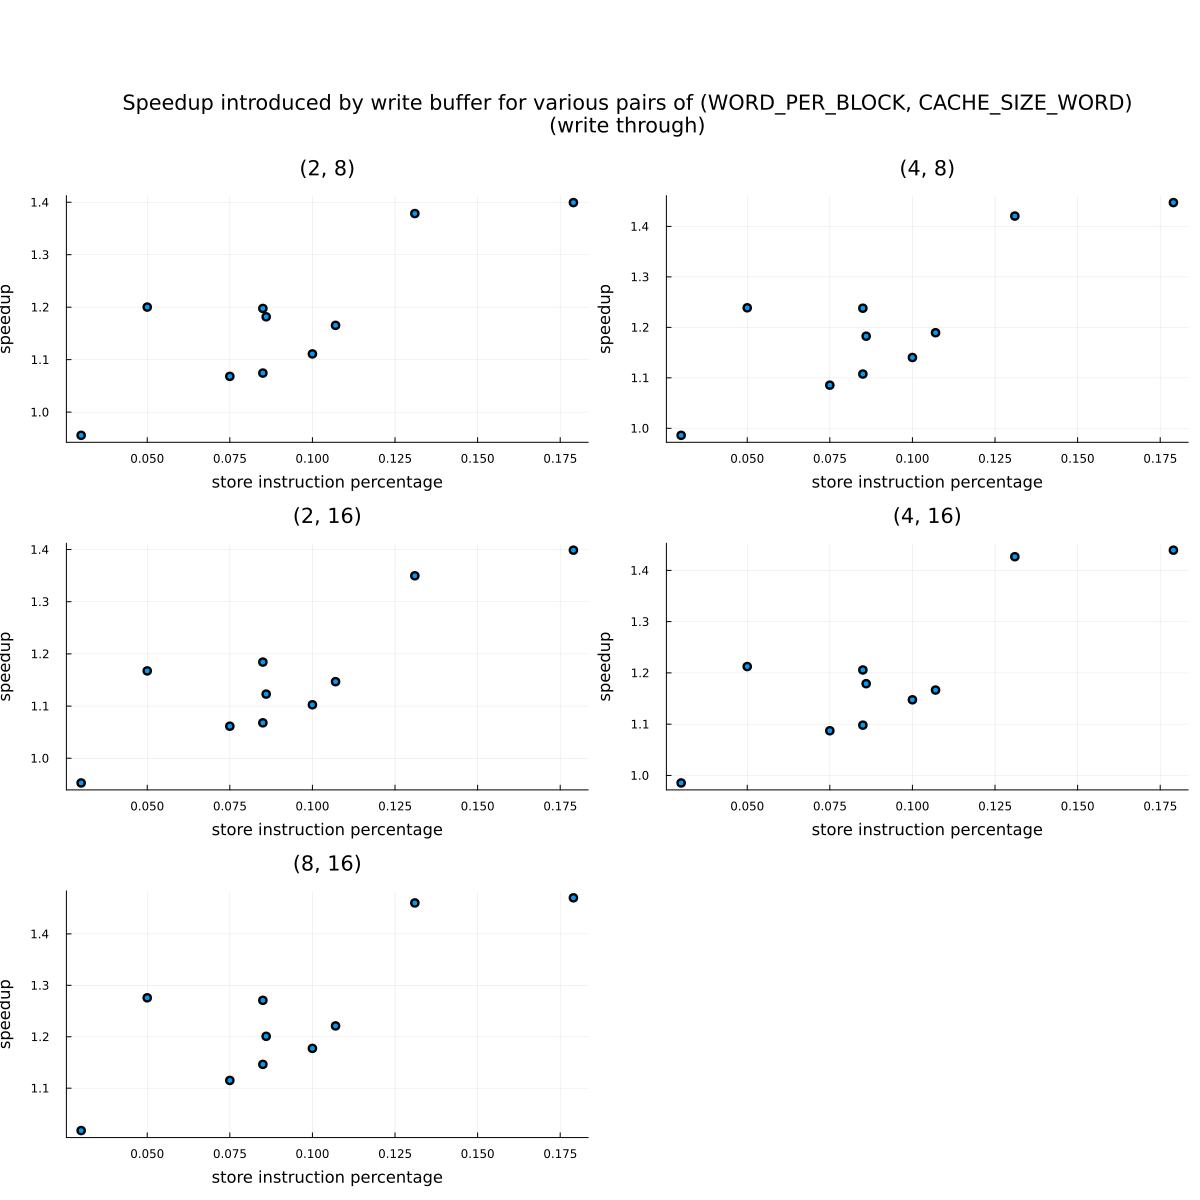 Speedup introduced by write buffer for various pairs of (WORD_PER_BLOCK, CACHE_SIZE_WORD)
(write through)
(2, 8)
1.4
1.3
1.2
1.1
1.0
speedup
0.050 0.075 0.100 0.125 0.150 0.175
store instruction percentage
(4, 8)
1.4
1.3
1.2
1.1
1.0
speedup
0.050 0.075 0.100 0.125 0.150 0.175
store instruction percentage
(2, 16)
1.4
1.3
1.2
1.1
1.0
speedup
0.050 0.075 0.100 0.125 0.150 0.175
store instruction percentage
(4, 16)
1.4
1.3
1.2
1.1
1.0
speedup
0.050 0.075 0.100 0.125 0.150 0.175
store instruction percentage
(8, 16)
1.4
1.3
1.2
1.1
speedup
0.050 0.075 0.100 0.125 0.150 0.175
store instruction percentage